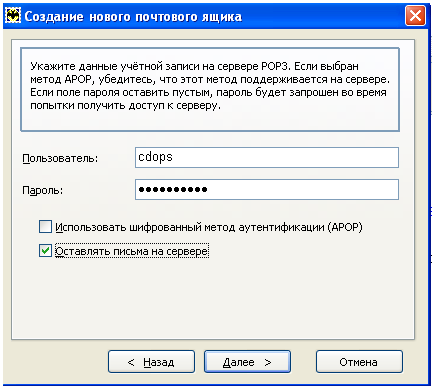 Создание нового почтового ящика
Укажите данные учётной записи на сервере POP3. Если выбран
метод APOP, убедитесь, что этот метод поддерживается на сервере.
Если поле пароля оставить пустым, пароль будет запрошен во время
попытки получить доступ к серверу.
Пользователь: cdops
Пароль: ●●●●●●●●●●
Использовать шифрованный метод аутентификации (APOP)
Оставлять письма на сервере
< Назад Далее > Отмена